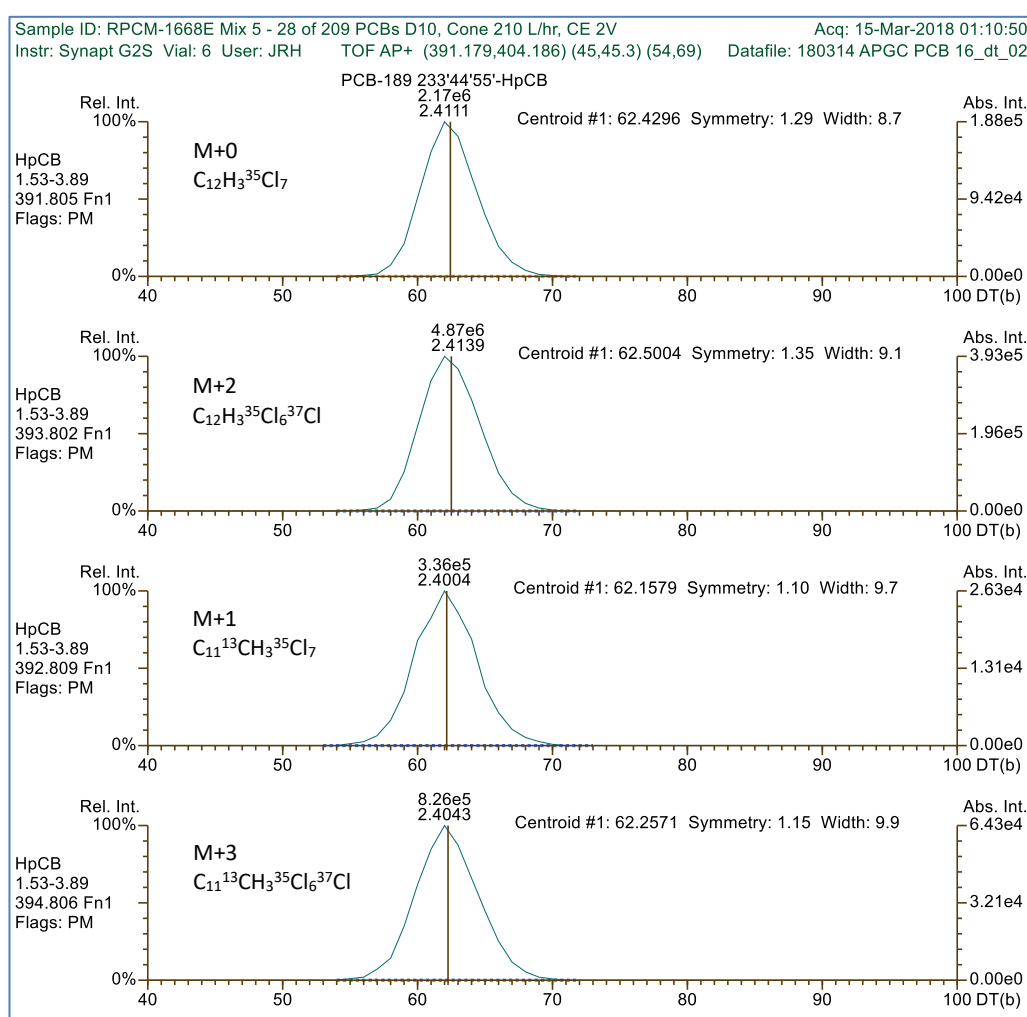 Sample ID: RPCM-1668E Mix 5 - 28 of 209 PCBs D10, Cone 210 L/hr, CE 2V Acq: 15-Mar-2018 01:10:50
Instr: Synapt G2S Vial: 6 User: JRH TOF AP+ (391.179,404.186) (45,45.3) (54,69) Datafile: 180314 APGC PCB 16_dt_02
PCB-189 233'44'55'-HpCB
2.17e6
2.4111
Centroid #1: 62.4296 Symmetry: 1.29 Width: 8.7
Rel. Int.
Abs. Int.
100%
1.88e5
M+0
C₁₂H₃³⁵Cl₇
HpCB
1.53-3.89
391.805 Fn1
Flags: PM
9.42e4
0%
0.00e0
40 50 60 70 80 90 100 DT(b)
4.87e6
2.4139
Centroid #1: 62.5004 Symmetry: 1.35 Width: 9.1
Rel. Int.
Abs. Int.
100%
3.93e5
M+2
C₁₂H₃³⁵Cl₆³⁷Cl
HpCB
1.53-3.89
393.802 Fn1
Flags: PM
1.96e5
0%
0.00e0
40 50 60 70 80 90 100 DT(b)
3.36e5
2.4004
Centroid #1: 62.1579 Symmetry: 1.10 Width: 9.7
Rel. Int.
Abs. Int.
100%
2.63e4
M+1
C₁₁¹³CH₃³⁵Cl₇
HpCB
1.53-3.89
392.809 Fn1
Flags: PM
1.31e4
0%
0.00e0
40 50 60 70 80 90 100 DT(b)
8.26e5
2.4043
Centroid #1: 62.2571 Symmetry: 1.15 Width: 9.9
Rel. Int.
Abs. Int.
100%
6.43e4
M+3
C₁₁¹³CH₃³⁵Cl₆³⁷Cl
HpCB
1.53-3.89
394.806 Fn1
Flags: PM
3.21e4
0%
0.00e0
40 50 60 70 80 90 100 DT(b)